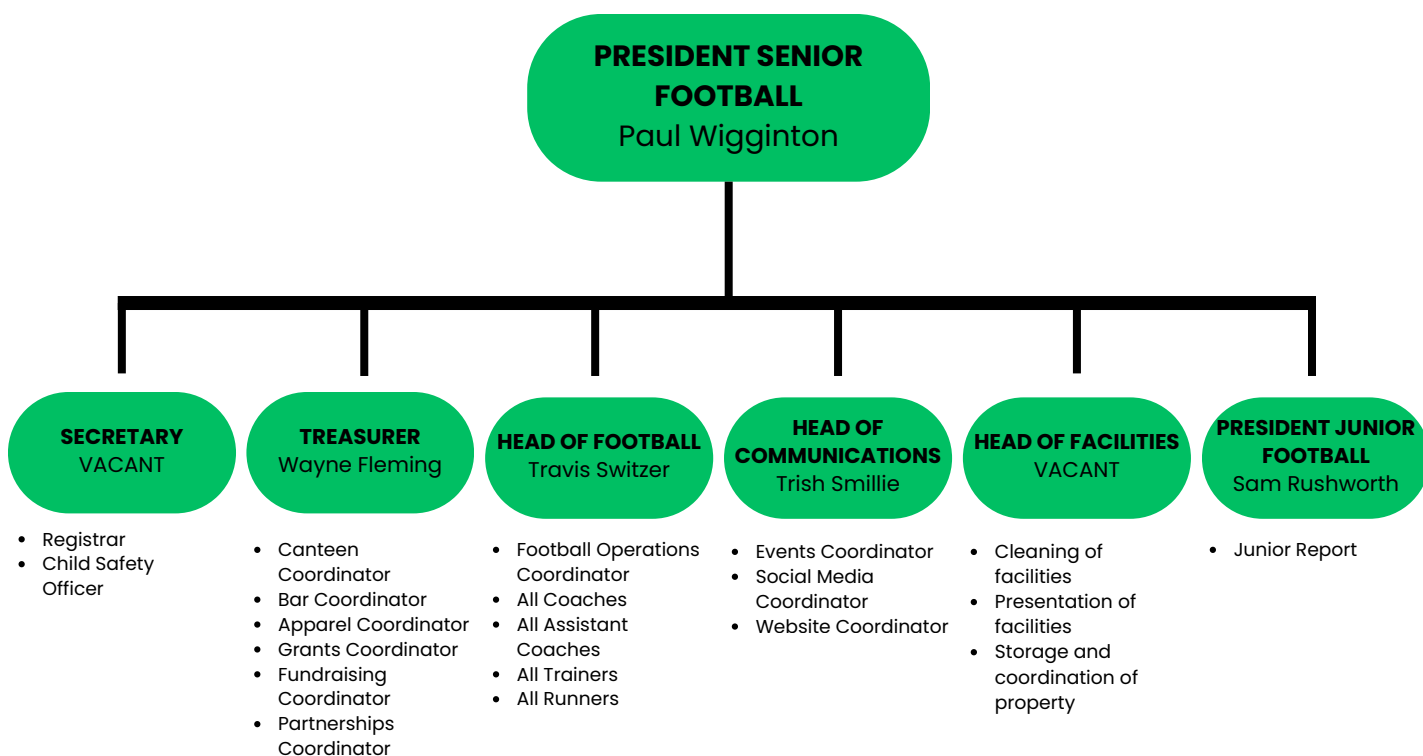 PRESIDENT SENIOR
FOOTBALL
Paul Wigginton
SECRETARY
VACANT
• Registrar
• Child Safety
Officer
TREASURER
Wayne Fleming
• Canteen
Coordinator
• Bar Coordinator
• Apparel Coordinator
• Grants Coordinator
• Fundraising
Coordinator
• Partnerships
Coordinator
HEAD OF FOOTBALL
Travis Switzer
• Football Operations
Coordinator
• All Coaches
• All Assistant
Coaches
• All Trainers
• All Runners
HEAD OF
COMMUNICATIONS
Trish Smillie
• Events Coordinator
• Social Media
Coordinator
• Website Coordinator
HEAD OF FACILITIES
VACANT
• Cleaning of
facilities
• Presentation of
facilities
• Storage and
coordination of
property
PRESIDENT JUNIOR
FOOTBALL
Sam Rushworth
• Junior Report